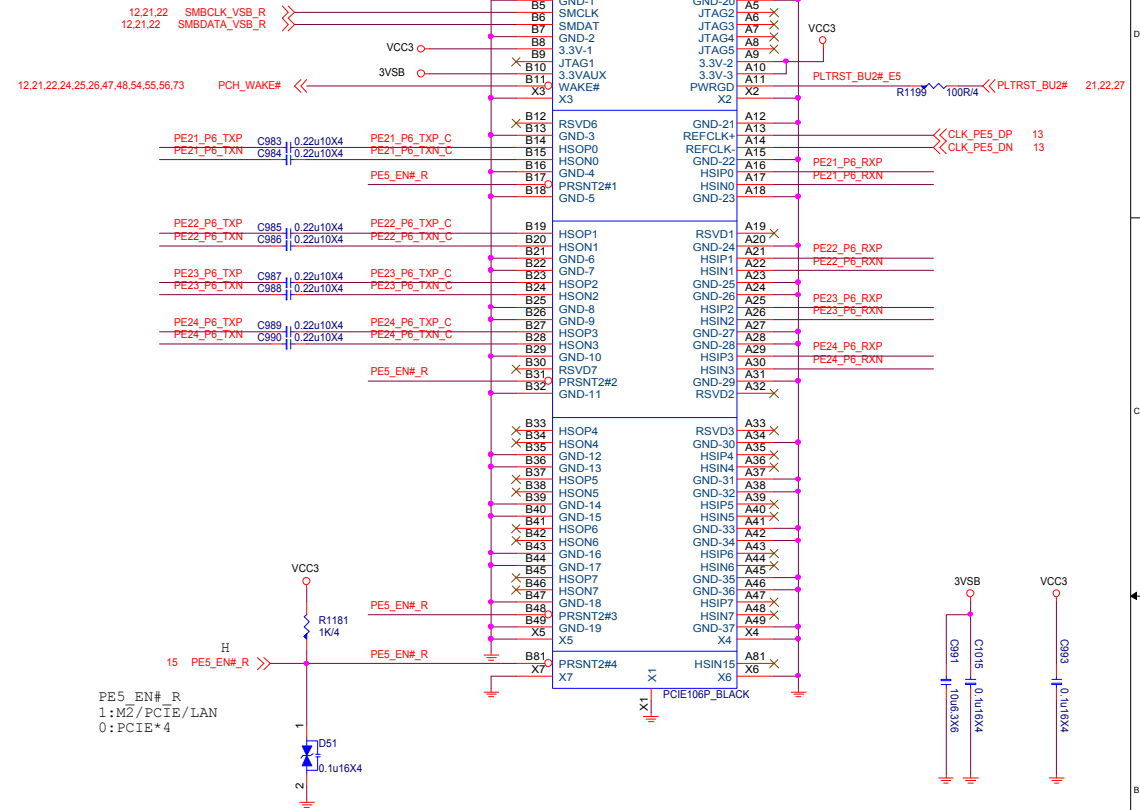 GND-1 GND-20
12,21,22 SMBCLK_VSB_R B5 SMCLK JTAG2 A5
12,21,22 SMBDATA_VSB_R B6 SMDAT JTAG3 A6
B7 GND-2 JTAG4 A7
VCC3 B8 3.3V-1 JTAG5 A8 VCC3
B9 JTAG1 3.3V-2 A9
3VSB B10 3.3VAUX 3.3V-3 A10
12,21,22,24,25,26,47,48,54,55,56,73 PCH_WAKE# B11 WAKE# PWRGD A11 PLTRST_BU2#_E5 R1199 100R/4 PLTRST_BU2# 21,22,27
X3 X3 X2 X2
B12 RSVD6 GND-21 A12
B13 GND-3 REFCLK+ A13 CLK_PE5_DP 13
PE21_P6_TXP C983 0.22u10X4 PE21_P6_TXP_C B14 HSOP0 REFCLK- A14 CLK_PE5_DN 13
PE21_P6_TXN C984 0.22u10X4 PE21_P6_TXN_C B15 HSON0 GND-22 A15
B16 GND-4 HSIP0 A16 PE21_P6_RXP
PE5_EN#_R B17 PRSNT2#1 HSIN0 A17 PE21_P6_RXN
B18 GND-5 GND-23 A18
PE22_P6_TXP C985 0.22u10X4 PE22_P6_TXP_C B19 HSOP1 RSVD1 A19
PE22_P6_TXN C986 0.22u10X4 PE22_P6_TXN_C B20 HSON1 GND-24 A20
B21 GND-6 HSIP1 A21 PE22_P6_RXP
B22 GND-7 HSIN1 A22 PE22_P6_RXN
PE23_P6_TXP C987 0.22u10X4 PE23_P6_TXP_C B23 HSOP2 GND-25 A23
PE23_P6_TXN C988 0.22u10X4 PE23_P6_TXN_C B24 HSON2 GND-26 A24
B25 GND-8 HSIP2 A25 PE23_P6_RXP
B26 GND-9 HSIN2 A26 PE23_P6_RXN
PE24_P6_TXP C989 0.22u10X4 PE24_P6_TXP_C B27 HSOP3 GND-27 A27
PE24_P6_TXN C990 0.22u10X4 PE24_P6_TXN_C B28 HSON3 GND-28 A28
B29 GND-10 HSIP3 A29 PE24_P6_RXP
B30 RSVD7 HSIN3 A30 PE24_P6_RXN
PE5_EN#_R B31 PRSNT2#2 GND-29 A31
B32 GND-11 RSVD2 A32
B33 HSOP4 RSVD3 A33
B34 HSON4 GND-30 A34
B35 GND-12 HSIP4 A35
B36 GND-13 HSIN4 A36
B37 HSOP5 GND-31 A37
B38 HSON5 GND-32 A38
B39 GND-14 HSIP5 A39
B40 GND-15 HSIN5 A40
B41 HSOP6 GND-33 A41
B42 HSON6 GND-34 A42
B43 GND-16 HSIP6 A43
B44 GND-17 HSIN6 A44
B45 HSOP7 GND-35 A45
B46 HSON7 GND-36 A46
B47 GND-18 HSIP7 A47
PE5_EN#_R B48 PRSNT2#3 HSIN7 A48
B49 GND-19 GND-37 A49
X5 X5 X4 X4
PE5_EN#_R B81 PRSNT2#4 HSIN15 A81
X7 X7 X6 X6
X1
X1
PCIE106P_BLACK
VCC3
R1181
1K/4
H
15 PE5_EN#_R
PE5_EN#_R
1:M2/PCIE/LAN
0:PCIE*4
1
D51
0.1u16X4
2
3VSB VCC3
C991 10u6.3X6
C1015 0.1u16X4
C993 0.1u16X4
D
C
B